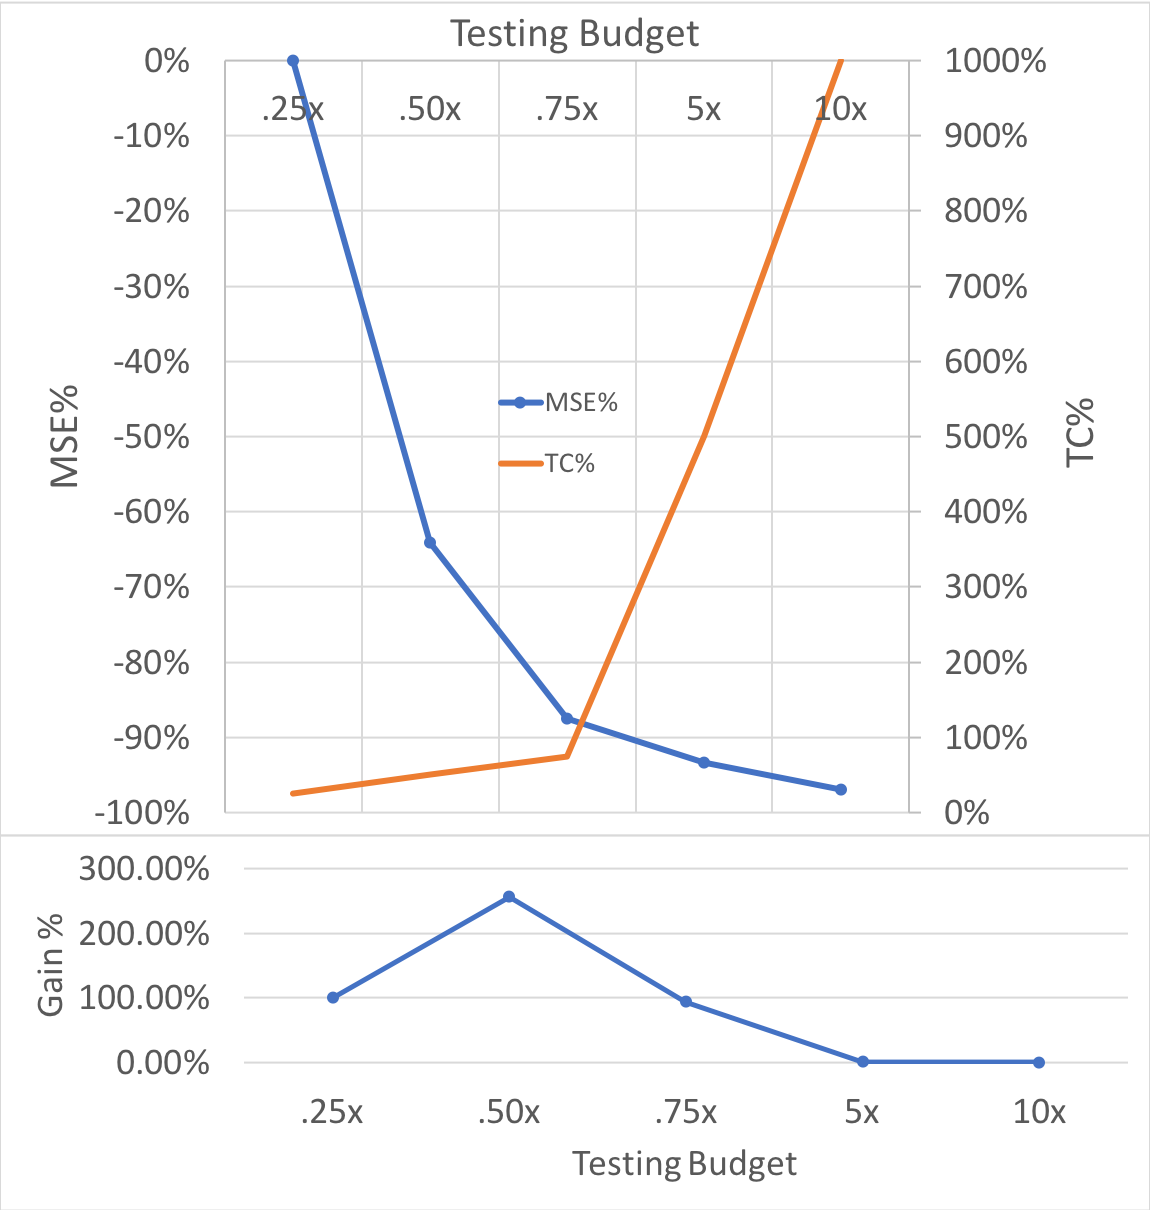 Testing Budget
0% 1000%
.25x .50x .75x 5x 10x
-10% 900%
-20% 800%
-30% 700%
-40% 600%
MSE%
MSE%
TC%
-50% 500%
TC%
-60% 400%
-70% 300%
-80% 200%
-90% 100%
-100% 0%
300.00%
Gain %
200.00%
100.00%
0.00%
.25x .50x .75x 5x 10x
Testing Budget